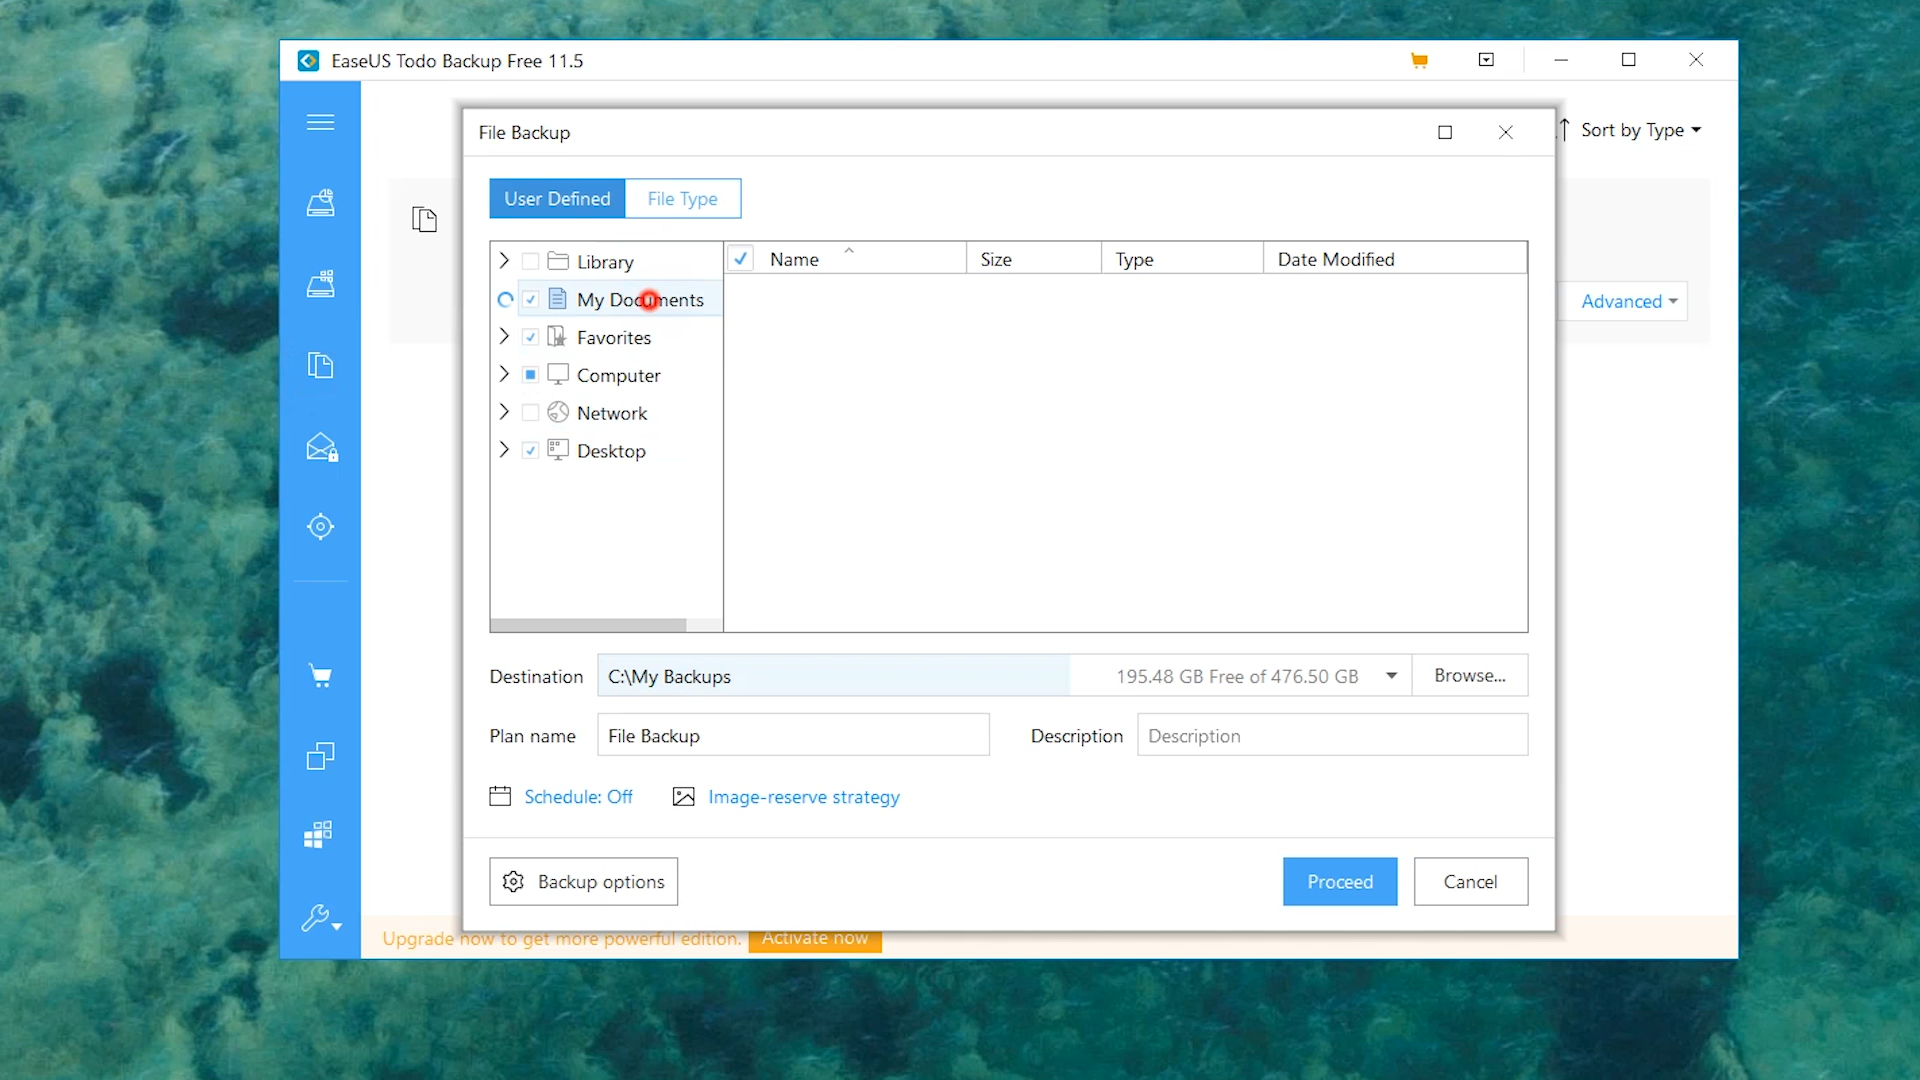 EaseUS Todo Backup Free 11.5
File Backup
Sort by Type
User Defined
File Type
Library
My Documents
Favorites
Computer
Network
Desktop
Name
Size
Type
Date Modified
Advanced
Destination
C:\My Backups
195.48 GB Free of 476.50 GB
Browse...
Plan name
File Backup
Description
Description
Schedule: Off
Image-reserve strategy
Backup options
Proceed
Cancel
Upgrade now to get more powerful edition.
Activate now